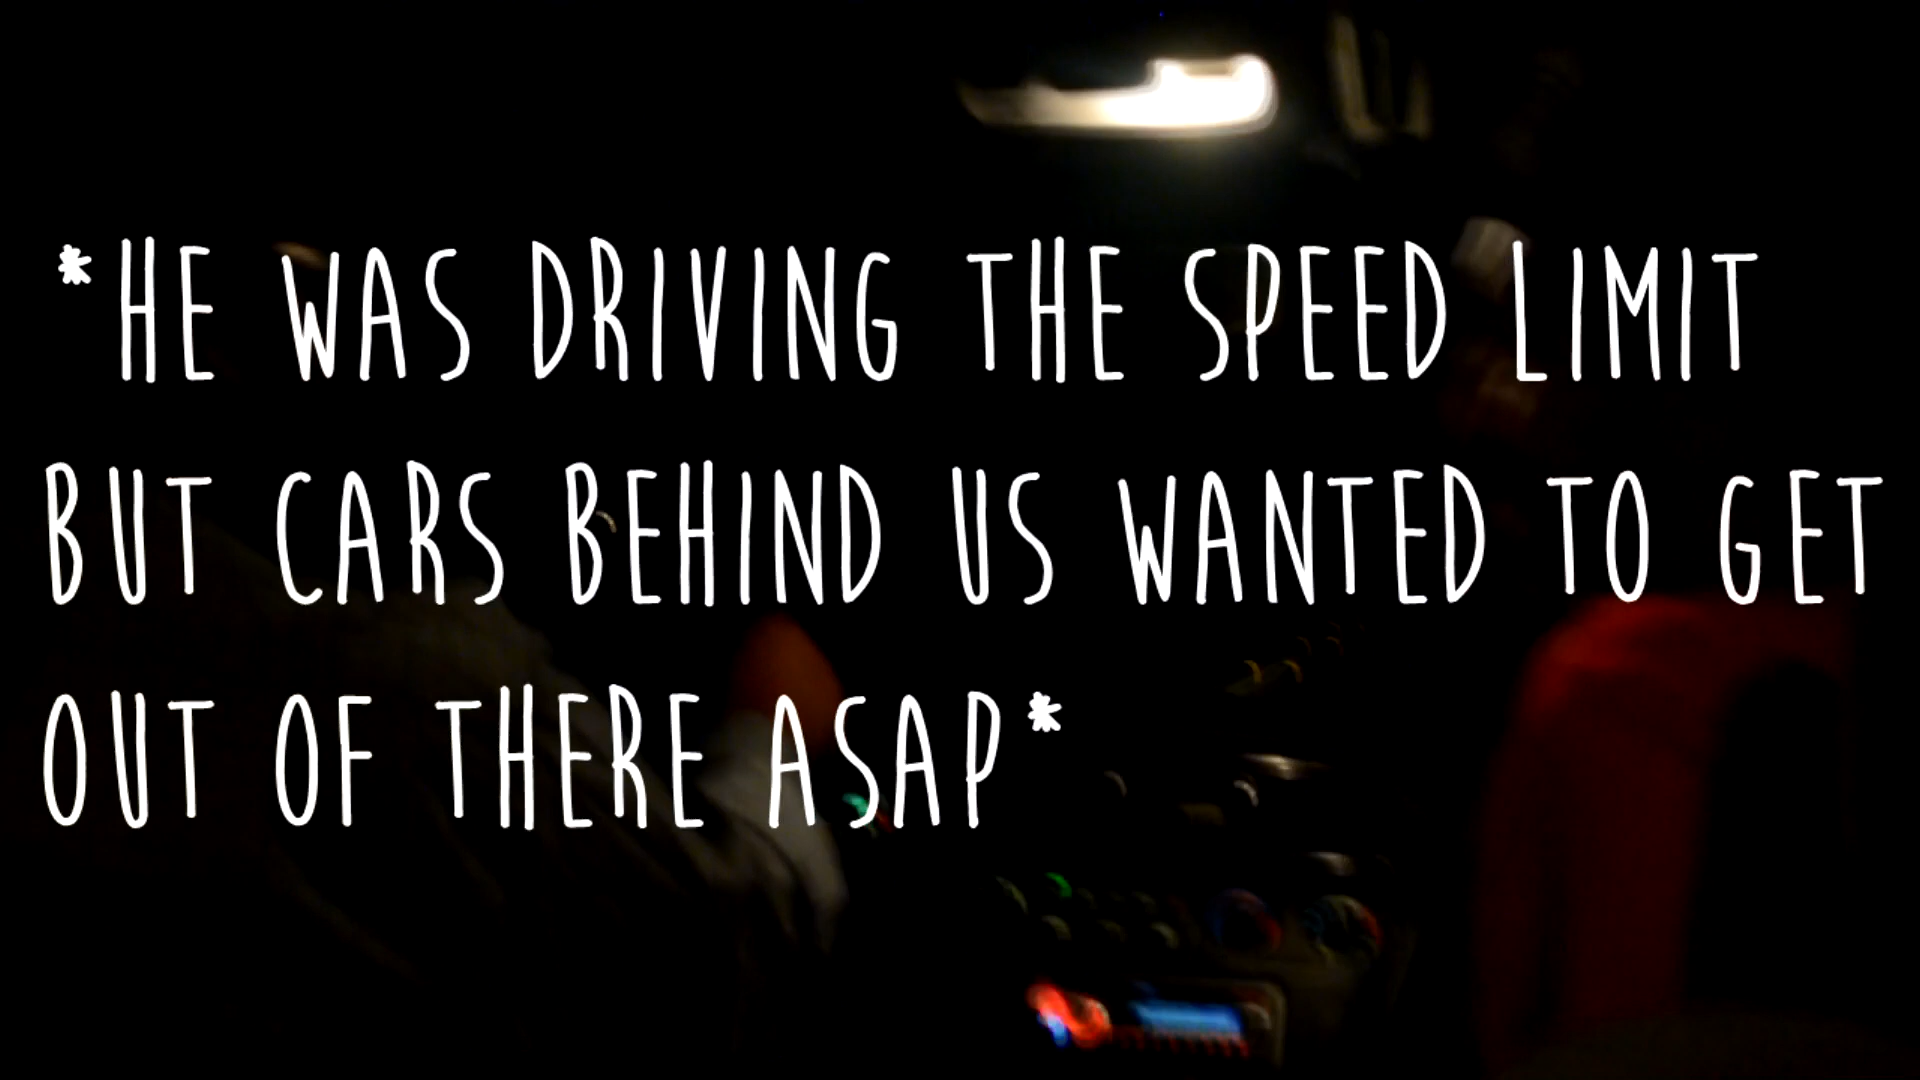 *HE WAS DRIVING THE SPEED LIMIT
BUT CARS BEHIND US WANTED TO GET
OUT OF THERE ASAP*